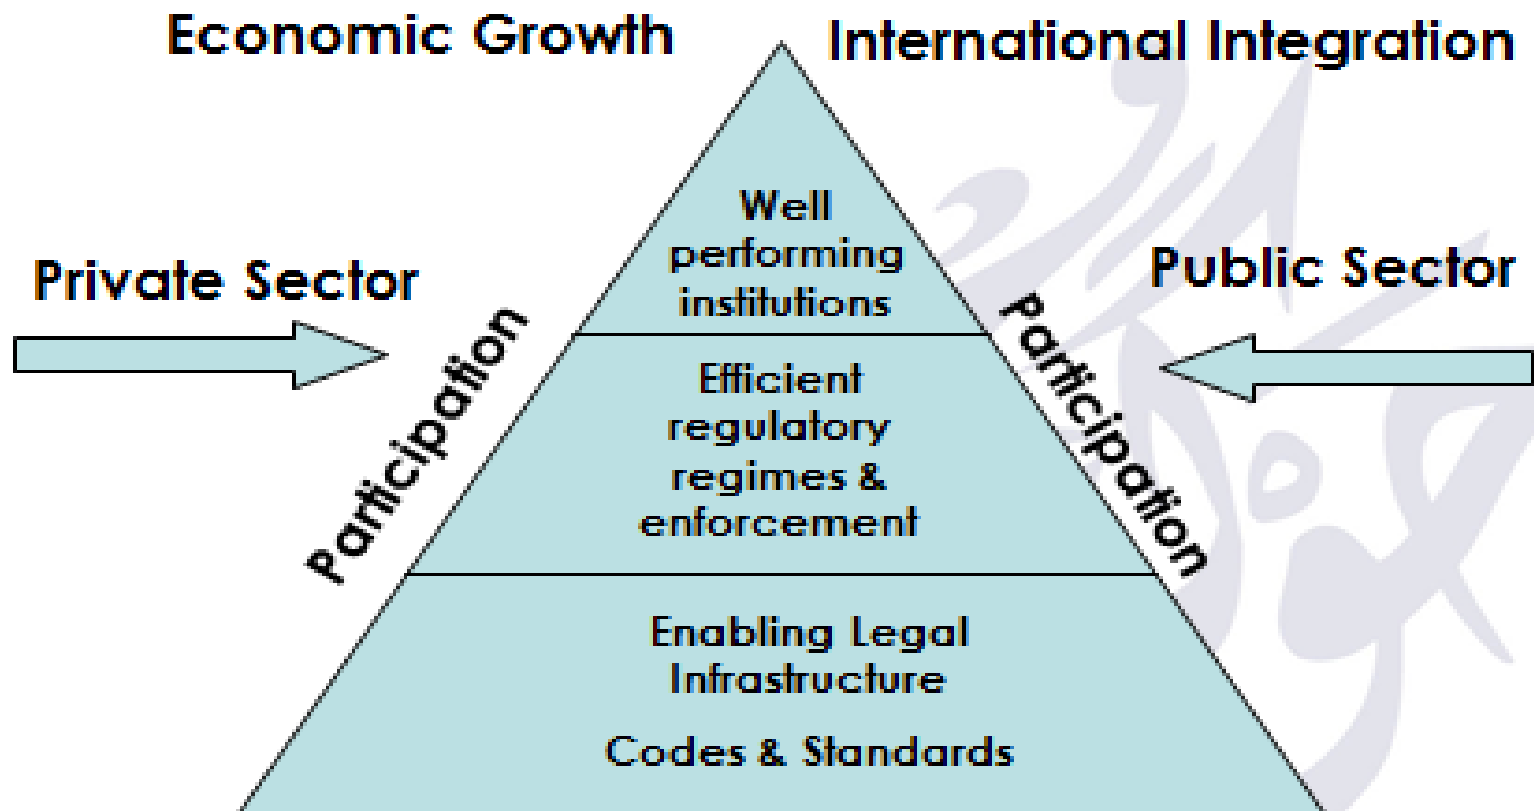 Economic Growth
International Integration
Well
performing
institutions
Private Sector
Public Sector
Participation
Participation
Efficient
regulatory
regimes &
enforcement
Enabling Legal
Infrastructure
Codes & Standards